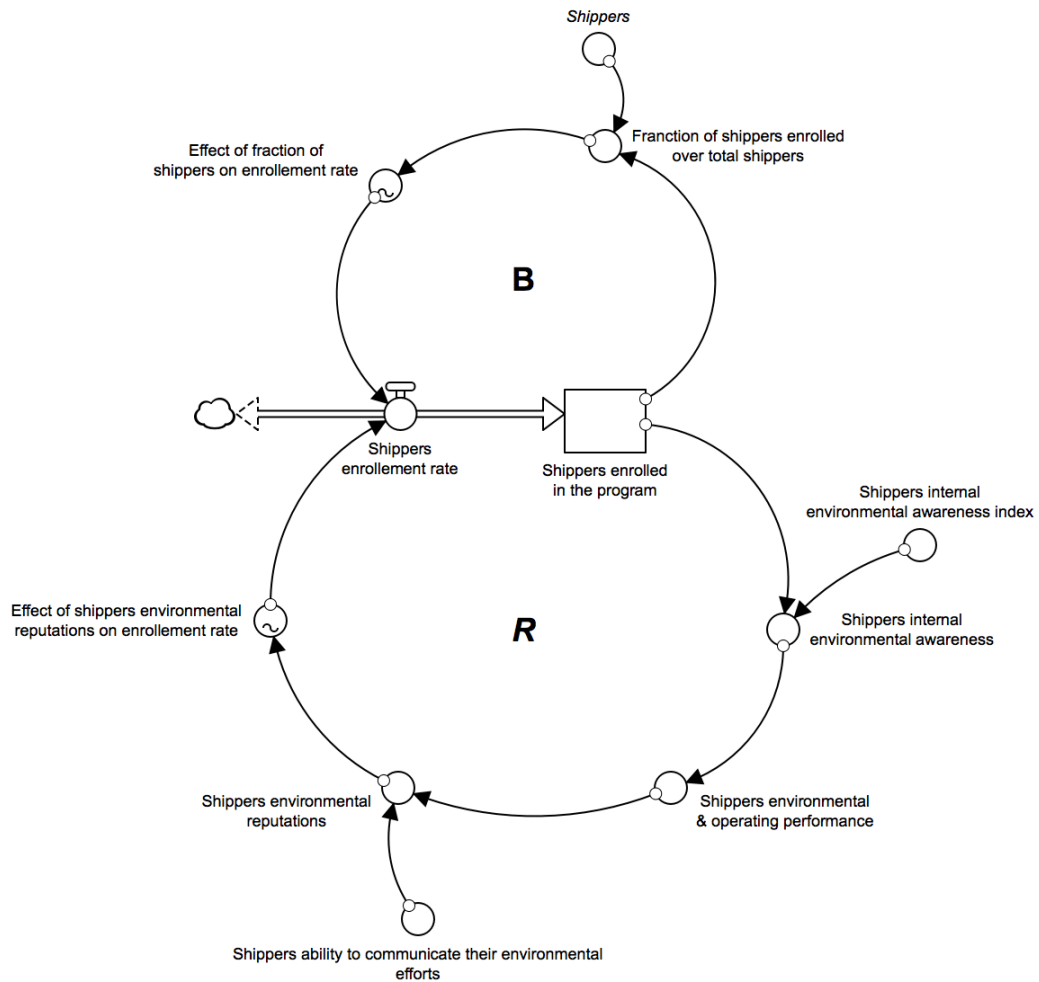 Shippers
Effect of fraction of
shippers on enrollement rate
Franction of shippers enrolled
over total shippers
B
Shippers
enrollement rate
Shippers enrolled
in the program
Shippers internal
environmental awareness index
Effect of shippers environmental
reputations on enrollement rate
R
Shippers internal
environmental awareness
Shippers environmental
reputations
Shippers environmental
& operating performance
Shippers ability to communicate their environmental
efforts